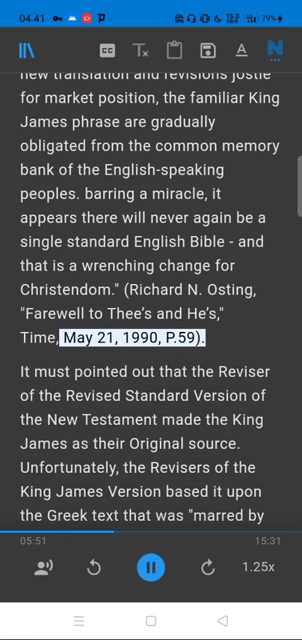 04.41
15.0 KB/s
4G
79%
CC
T
A
N
new translation and revisions jostle
for market position, the familiar King
James phrase are gradually
obligated from the common memory
bank of the English-speaking
peoples. barring a miracle, it
appears there will never again be a
single standard English Bible - and
that is a wrenching change for
Christendom." (Richard N. Osting,
"Farewell to Thee’s and He’s,"
Time, May 21, 1990, P.59).
It must pointed out that the Reviser
of the Revised Standard Version of
the New Testament made the King
James as their Original source.
Unfortunately, the Revisers of the
King James Version based it upon
the Greek text that was "marred by
05:51
15:31
1.25x